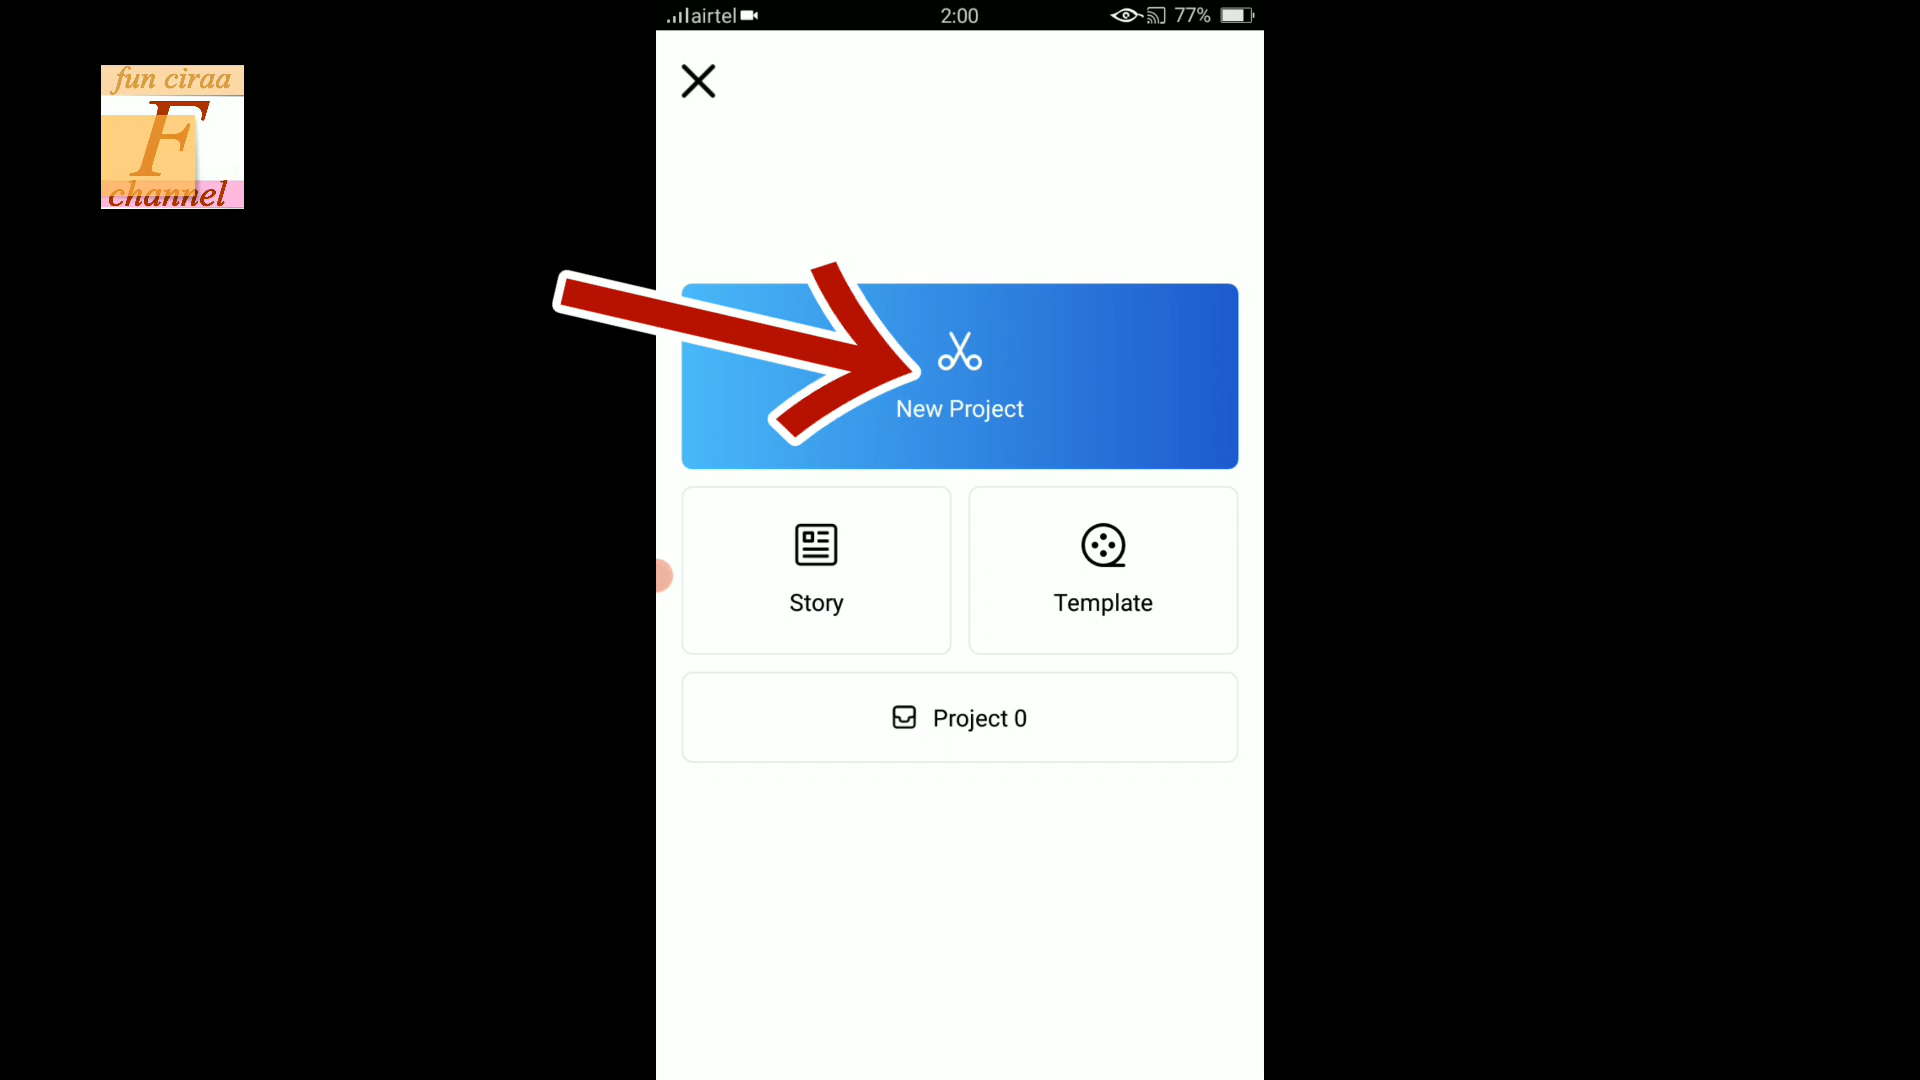 airtel
2:00
77%
fun ciraa
F
channel
New Project
Story
Template
Project 0